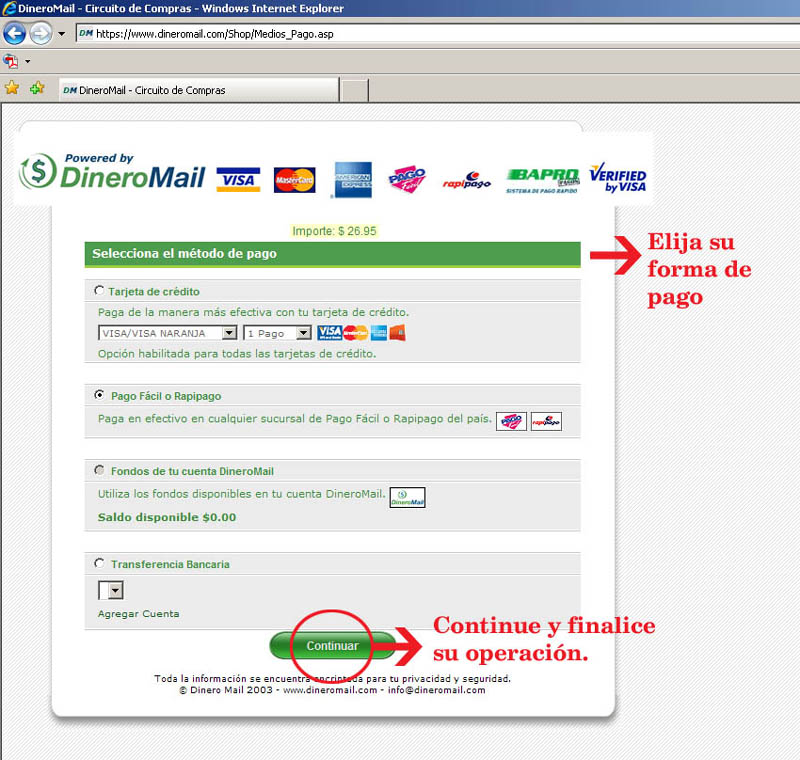 DineroMail - Circuito de Compras - Windows Internet Explorer
DM https://www.dineromail.com/Shop/Medios_Pago.asp
DM DineroMail - Circuito de Compras
Powered by
DineroMail VISA MasterCard AMERICAN EXPRESS PAGO Fácil rapipago BAPRO VERIFIED
SISTEMA DE PAGO RAPIDO by VISA
Importe: $ 26.95
Selecciona el método de pago
Elija su
forma de
pago
Tarjeta de crédito
Paga de la manera más efectiva con tu tarjeta de crédito.
VISA/VISA NARANJA 1 Pago VISA
Opción habilitada para todas las tarjetas de crédito.
Pago Fácil o Rapipago
Paga en efectivo en cualquier sucursal de Pago Fácil o Rapipago del país. PAGO rapipago
Fondos de tu cuenta DineroMail
Utiliza los fondos disponibles en tu cuenta DineroMail. DineroMail
Saldo disponible $0.00
Transferencia Bancaria
Agregar Cuenta
Continuar
Continue y finalice
su operación.
Toda la información se encuentra encriptada para tu privacidad y seguridad.
© Dinero Mail 2003 - www.dineromail.com - info@dineromail.com